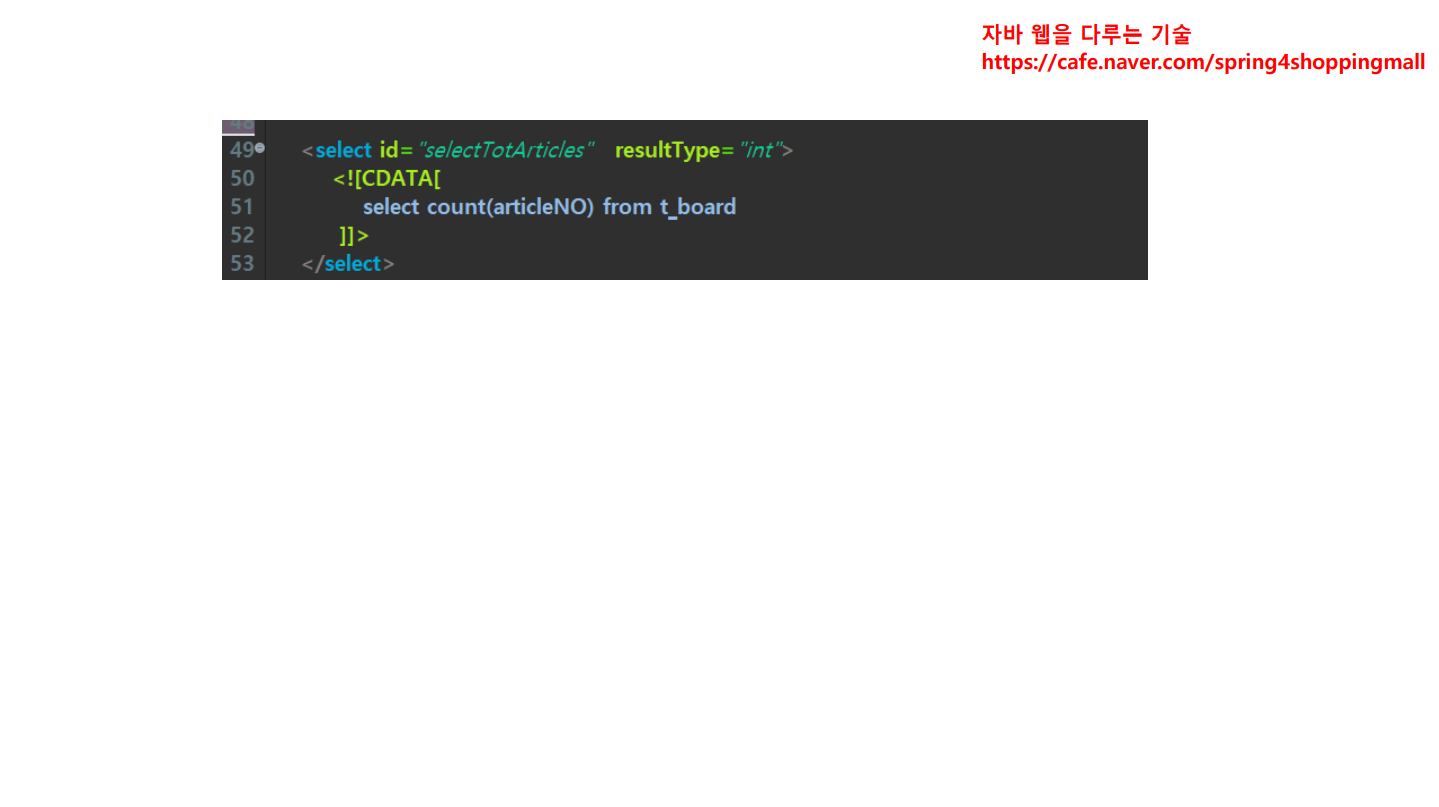 자바 웹을 다루는 기술
https://cafe.naver.com/spring4shoppingmall
48
49 <select id="selectTotArticles" resultType="int">
50 <![CDATA[
51 select count(articleNO) from t_board
52 ]]>
53 </select>